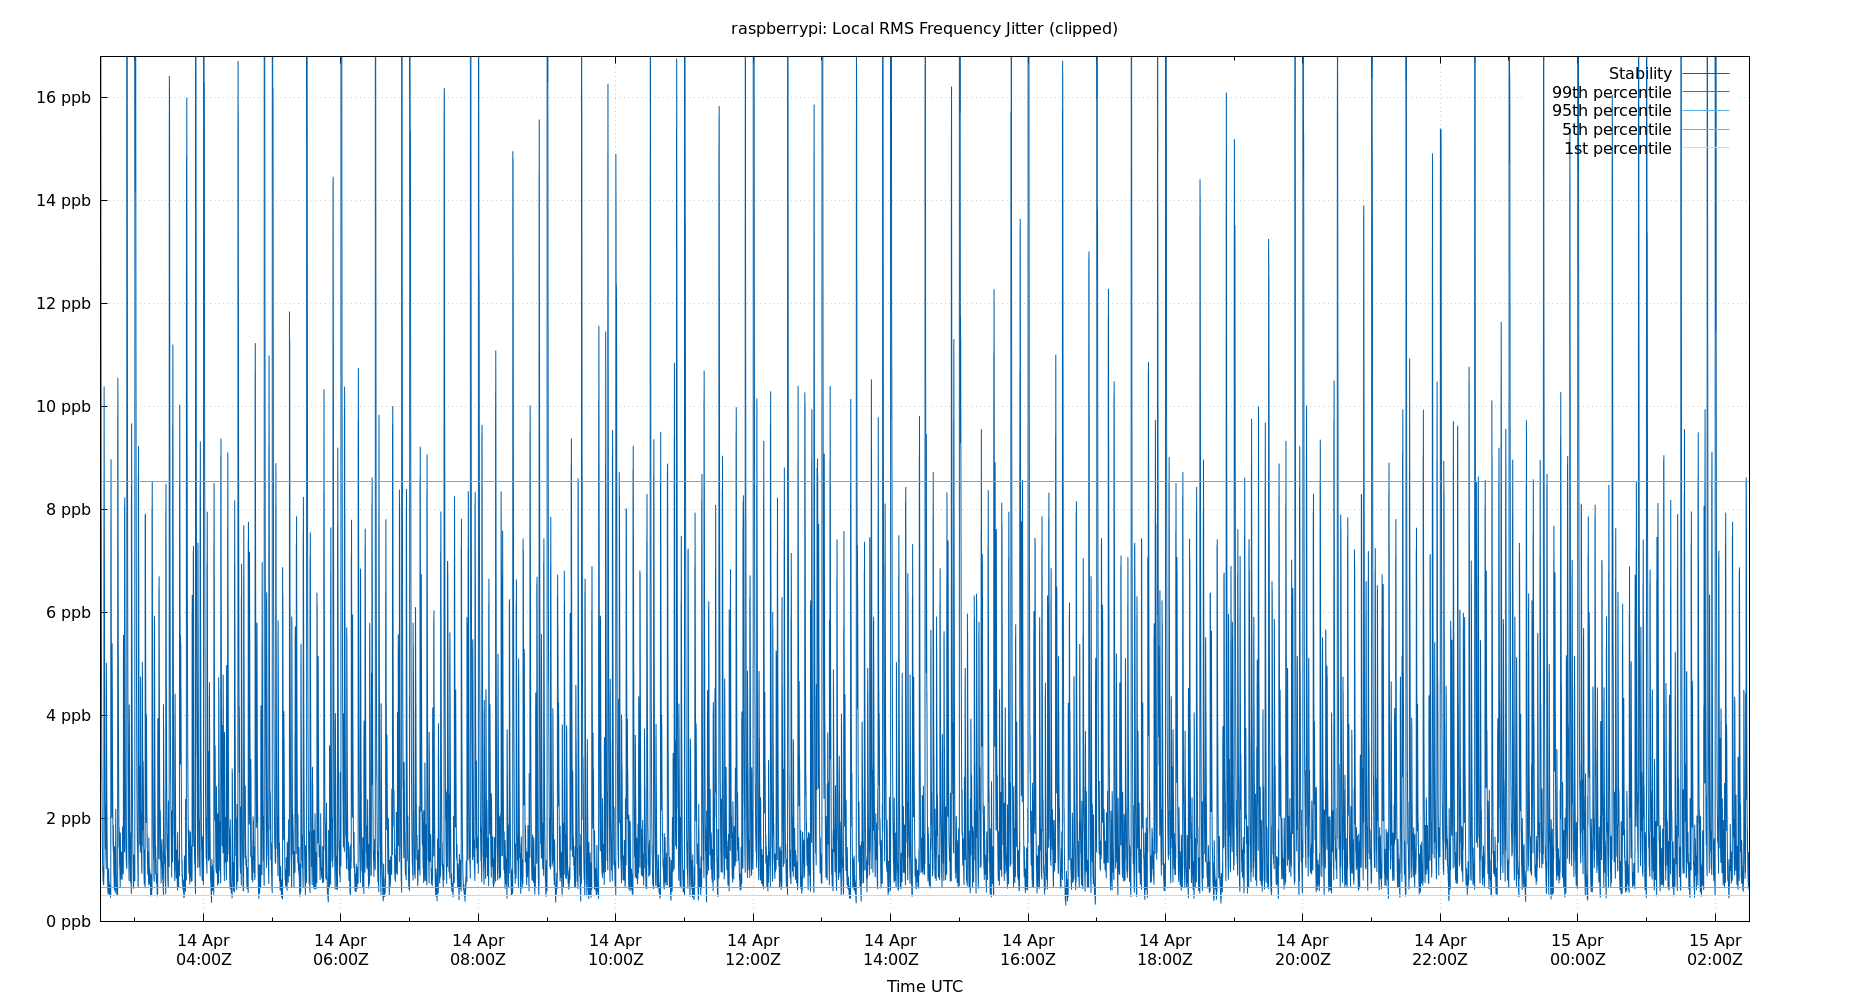 raspberrypi: Local RMS Frequency Jitter (clipped)
Stability
99th percentile
95th percentile
5th percentile
1st percentile
16 ppb
14 ppb
12 ppb
10 ppb
8 ppb
6 ppb
4 ppb
2 ppb
0 ppb
14 Apr 14 Apr 14 Apr 14 Apr 14 Apr 14 Apr 14 Apr 14 Apr 14 Apr 14 Apr 15 Apr 15 Apr
04:00Z 06:00Z 08:00Z 10:00Z 12:00Z 14:00Z 16:00Z 18:00Z 20:00Z 22:00Z 00:00Z 02:00Z
Time UTC